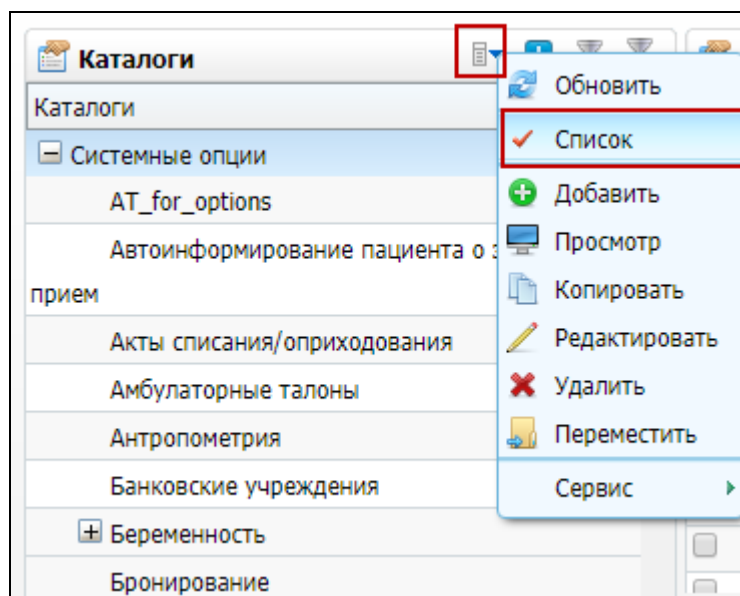 Каталоги
Каталоги
Системные опции
AT_for_options
Автоинформирование пациента о
прием
Акты списания/оприходования
Амбулаторные талоны
Антропометрия
Банковские учреждения
Беременность
Бронирование
Обновить
Список
Добавить
Просмотр
Копировать
Редактировать
Удалить
Переместить
Сервис